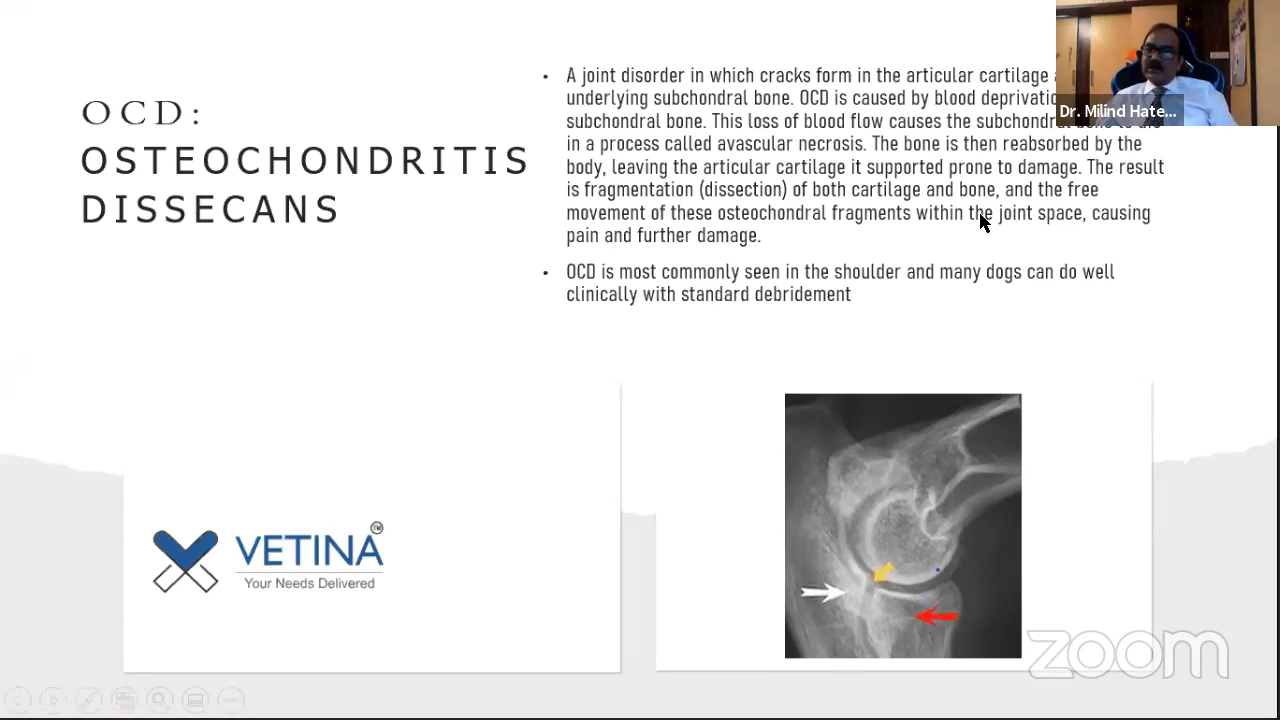 OCD:
OSTEOCHONDRITIS
DISSECANS
• A joint disorder in which cracks form in the articular cartilage
underlying subchondral bone. OCD is caused by blood
subchondral bone. This loss of blood flow causes the
in a process called avascular necrosis. The bone is then reabsorbed by the
body, leaving the articular cartilage it supported prone to damage. The result
is fragmentation (dissection) of both cartilage and bone, and the free
movement of these osteochondral fragments within the joint space, causing
pain and further damage.
• OCD is most commonly seen in the shoulder and many dogs can do well
clinically with standard debridement
Dr. Milind Hate...
VETINA
TM
Your Needs Delivered
zoom